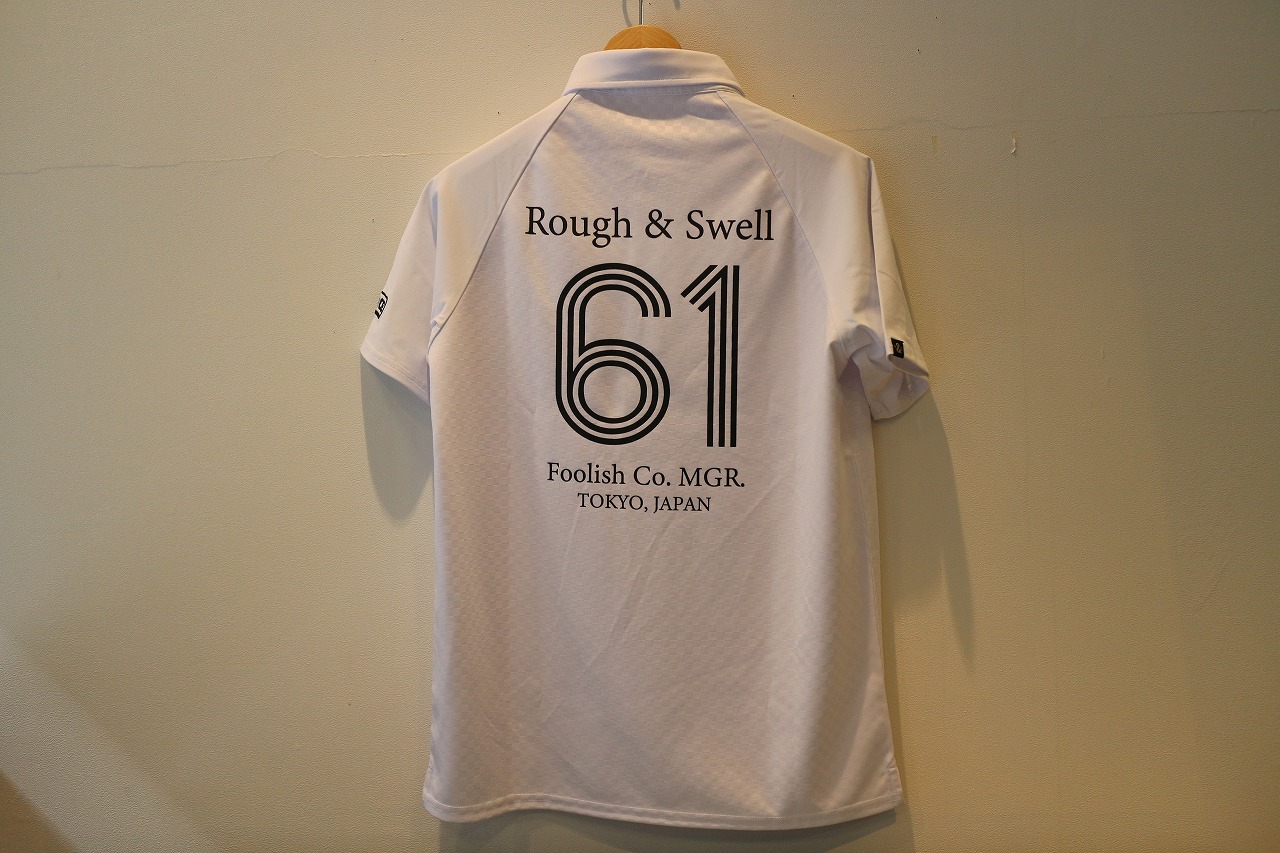 Rough & Swell
61
Foolish Co. MGR.
TOKYO, JAPAN